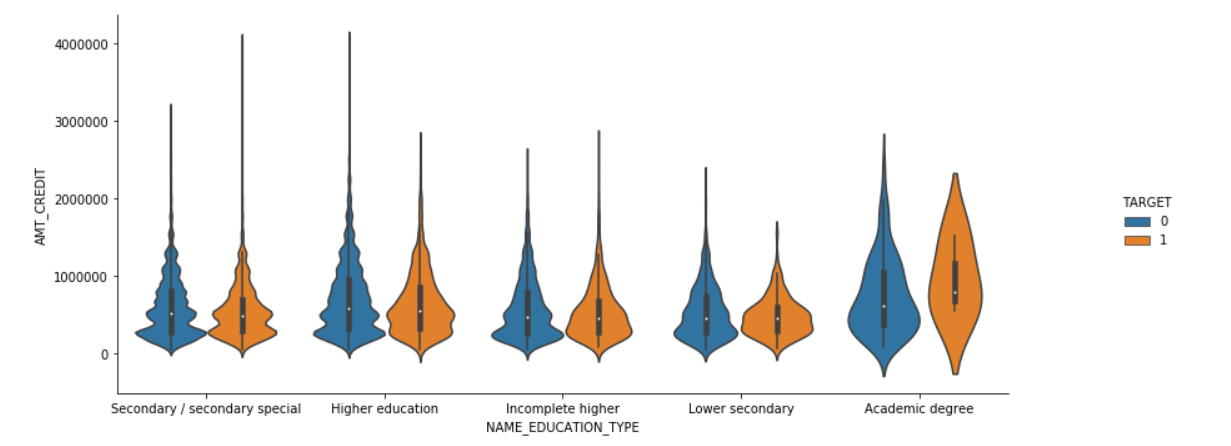 4000000
3000000
2000000
1000000
0
AMT_CREDIT
Secondary / secondary special
Higher education
Incomplete higher
Lower secondary
Academic degree
NAME_EDUCATION_TYPE
TARGET
0
1